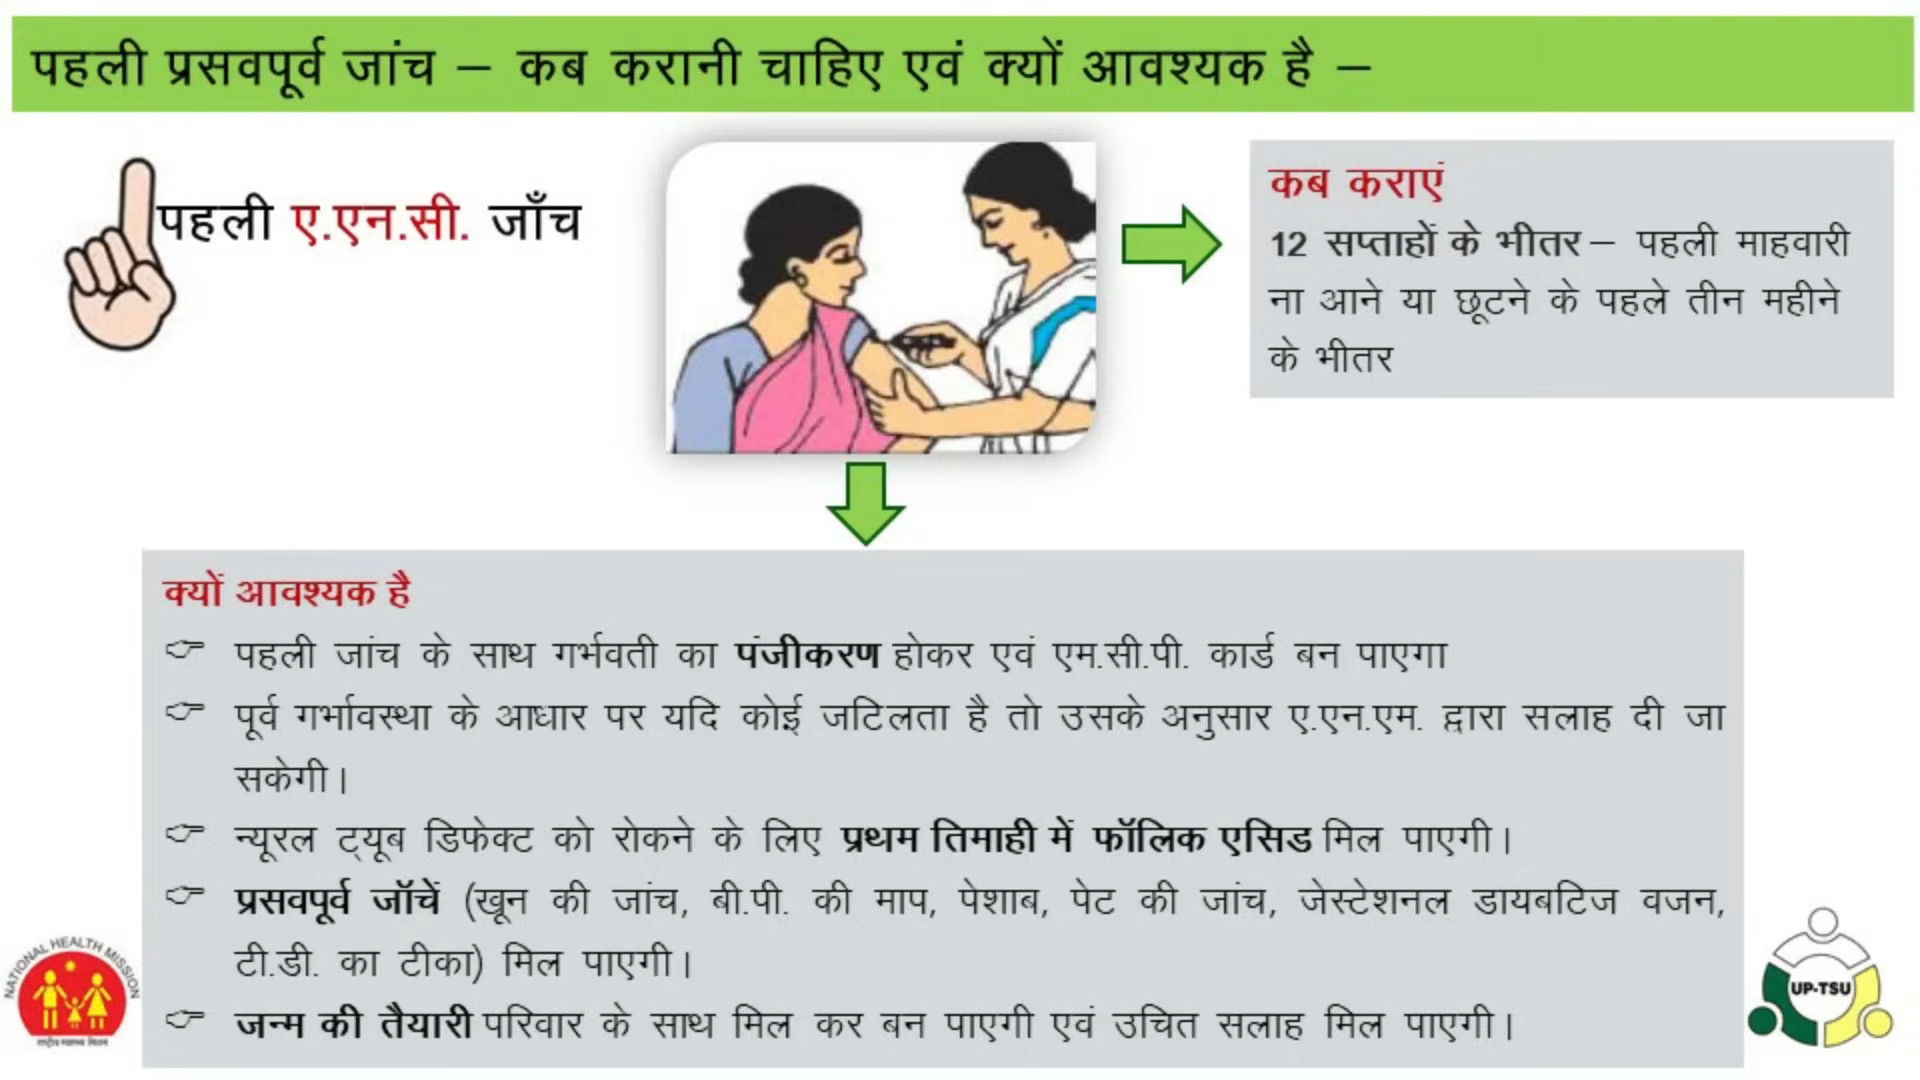 पहली प्रसवपूर्व जांच – कब करानी चाहिए एवं क्यों आवश्यक है –
पहली ए.एन.सी. जाँच
कब कराएं
12 सप्ताहों के भीतर – पहली माहवारी
ना आने या छूटने के पहले तीन महीने
के भीतर
क्यों आवश्यक है
पहली जांच के साथ गर्भवती का पंजीकरण होकर एवं एम.सी.पी. कार्ड बन पाएगा
पूर्व गर्भावस्था के आधार पर यदि कोई जटिलता है तो उसके अनुसार ए.एन.एम. द्वारा सलाह दी जा
सकेगी।
न्यूरल ट्यूब डिफेक्ट को रोकने के लिए प्रथम तिमाही में फॉलिक एसिड मिल पाएगी।
प्रसवपूर्व जॉचें (खून की जांच, बी.पी. की माप, पेशाब, पेट की जांच, जेस्टेशनल डायबटिज वजन,
टी.डी. का टीका) मिल पाएगी।
जन्म की तैयारी परिवार के साथ मिल कर बन पाएगी एवं उचित सलाह मिल पाएगी।
NATIONAL HEALTH MISSION
राष्ट्रीय स्वास्थ्य मिशन
UP-TSU